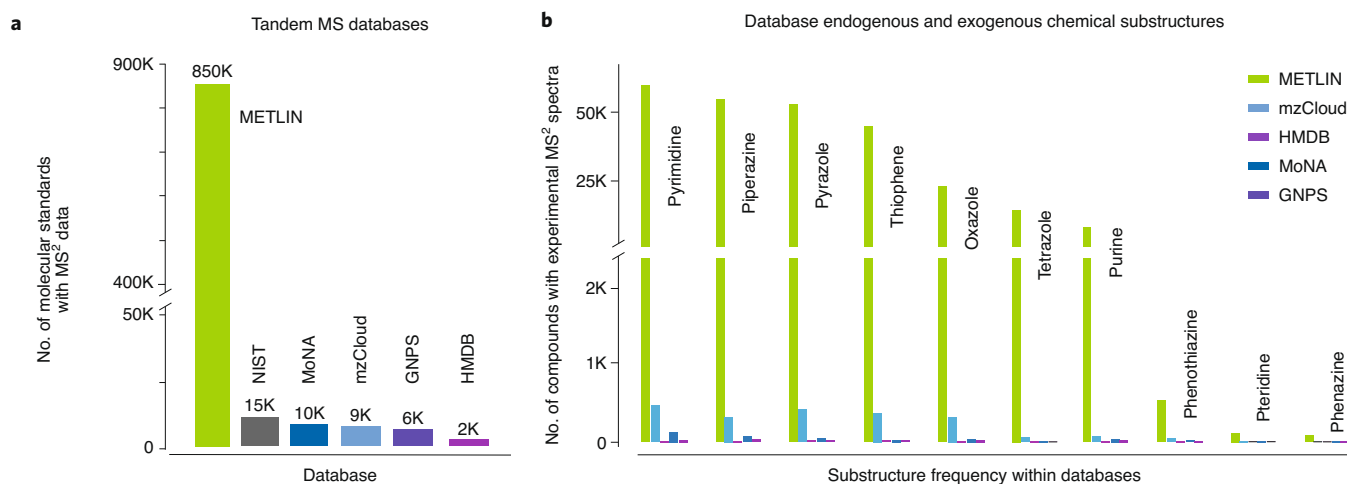 a
Tandem MS databases
No. of molecular standards
with MS² data
900K
400K
50K
0
850K
METLIN
NIST
MoNA
mzCloud
GNPS
HMDB
15K
10K
9K
6K
2K
Database
b
Database endogenous and exogenous chemical substructures
No. of compounds with experimental MS² spectra
50K
25K
2K
1K
0
Pyrimidine
Piperazine
Pyrazole
Thiophene
Oxazole
Tetrazole
Purine
Phenothiazine
Pteridine
Phenazine
METLIN
mzCloud
HMDB
MoNA
GNPS
Substructure frequency within databases